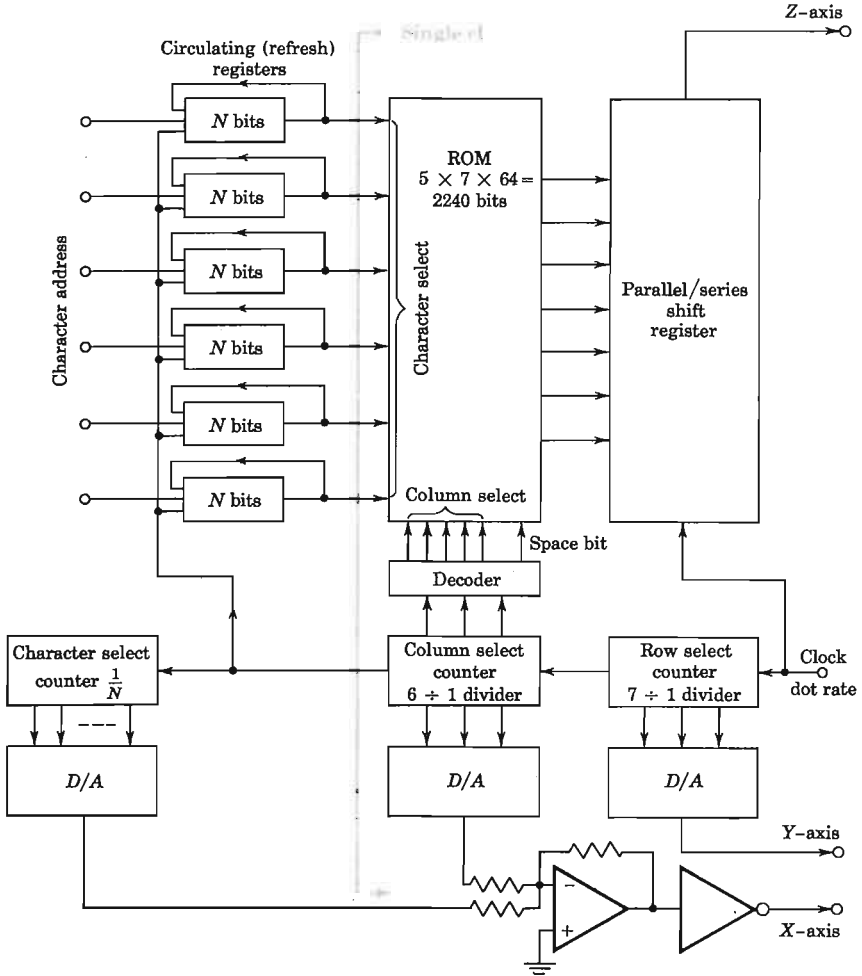 Z–axis
Single
Circulating (refresh)
registers
N bits
N bits
N bits
N bits
N bits
N bits
Character address
ROM
5 × 7 × 64 =
2240 bits
Character select
Parallel/series
shift
register
Column select
Space bit
Decoder
Character select
counter 1/N
Column select
counter
6 ÷ 1 divider
Row select
counter
7 ÷ 1 divider
Clock
dot rate
D/A
D/A
D/A
Y–axis
−
+
X–axis